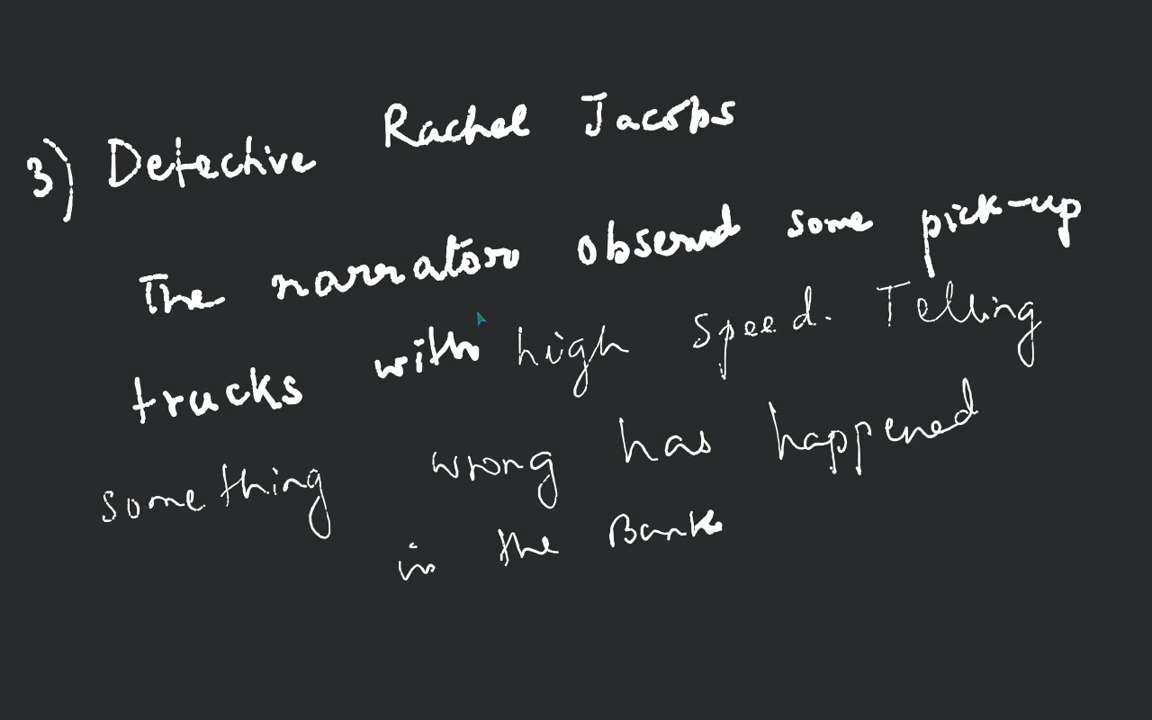 3) Detective Rachel Jacobs
The narrator observed some pick-up
trucks with high speed. Telling
something wrong has happened
in the Bank